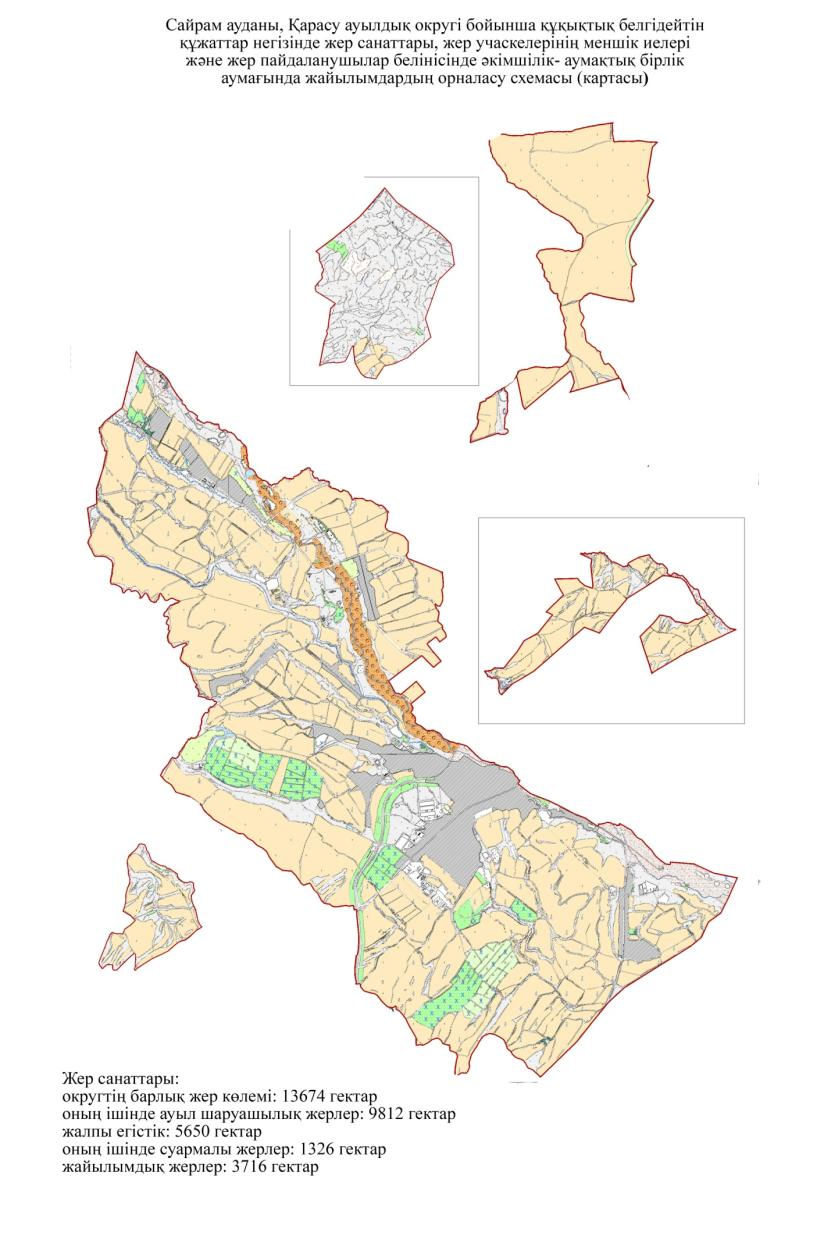 Сайрам ауданы, Қарасу ауылдық округі бойынша құқықтық белгідейтін
құжаттар негізінде жер санаттары, жер учаскелерінің меншік иелері
және жер пайдаланушылар белінісінде әкімшілік- аумақтық бірлік
аумағында жайылымдардың орналасу схемасы (картасы)
Жер санаттары:
округтің барлық жер көлемі: 13674 гектар
оның ішінде ауыл шаруашылық жерлер: 9812 гектар
жалпы егістік: 5650 гектар
оның ішінде суармалы жерлер: 1326 гектар
жайылымдық жерлер: 3716 гектар